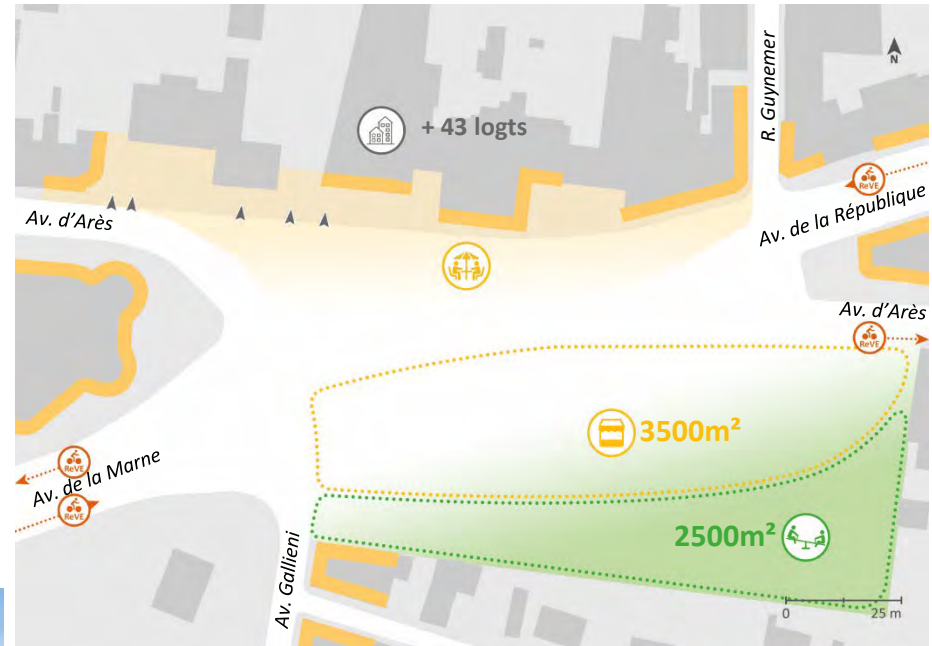 + 43 logts
R. Guynemer
N
ReVE
Av. de la République
Av. d'Arès
Av. d'Arès
ReVE
3500m²
ReVE
Av. de la Marne
ReVE
2500m²
Av. Gallieni
0
25 m